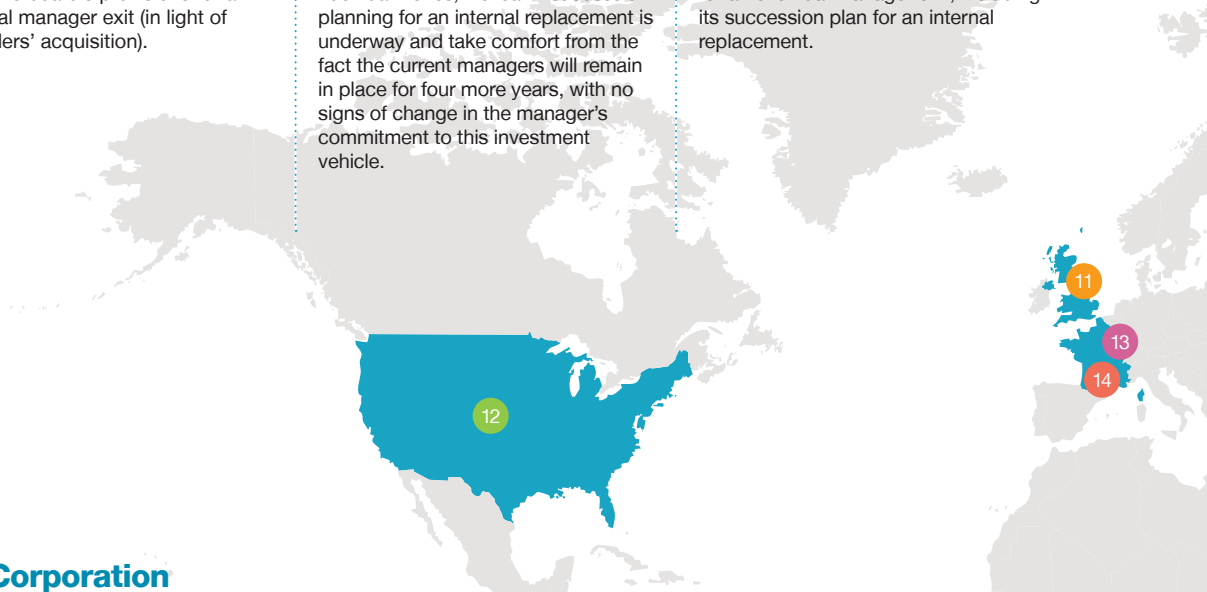 al manager exit (in light of
ders’ acquisition).
planning for an internal replacement is
underway and take comfort from the
fact the current managers will remain
in place for four more years, with no
signs of change in the manager’s
commitment to this investment
vehicle.
its succession plan for an internal
replacement.
11
13
14
12
Corporation